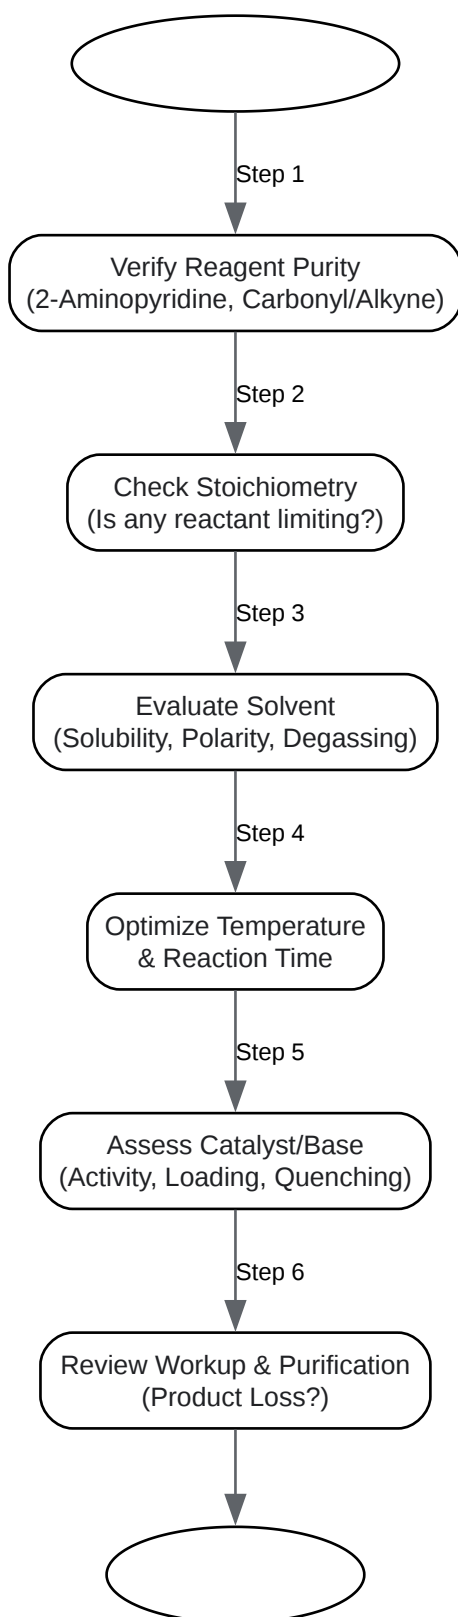 Step 1
Verify Reagent Purity
(2-Aminopyridine, Carbonyl/Alkyne)
Step 2
Check Stoichiometry
(Is any reactant limiting?)
Step 3
Evaluate Solvent
(Solubility, Polarity, Degassing)
Step 4
Optimize Temperature
& Reaction Time
Step 5
Assess Catalyst/Base
(Activity, Loading, Quenching)
Step 6
Review Workup & Purification
(Product Loss?)